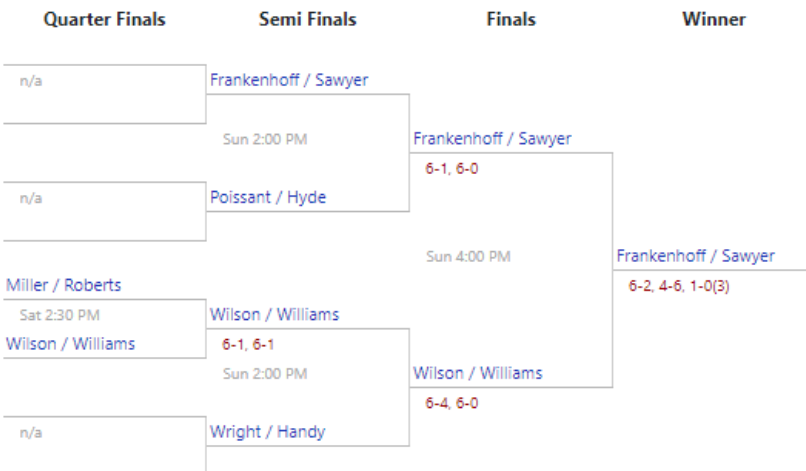 Quarter Finals Semi Finals Finals Winner
n/a
Frankenhoff / Sawyer
Sun 2:00 PM
Frankenhoff / Sawyer
6-1, 6-0
n/a
Poissant / Hyde
Sun 4:00 PM
Frankenhoff / Sawyer
6-2, 4-6, 1-0(3)
Miller / Roberts
Sat 2:30 PM
Wilson / Williams
Wilson / Williams
6-1, 6-1
Sun 2:00 PM
Wilson / Williams
6-4, 6-0
n/a
Wright / Handy